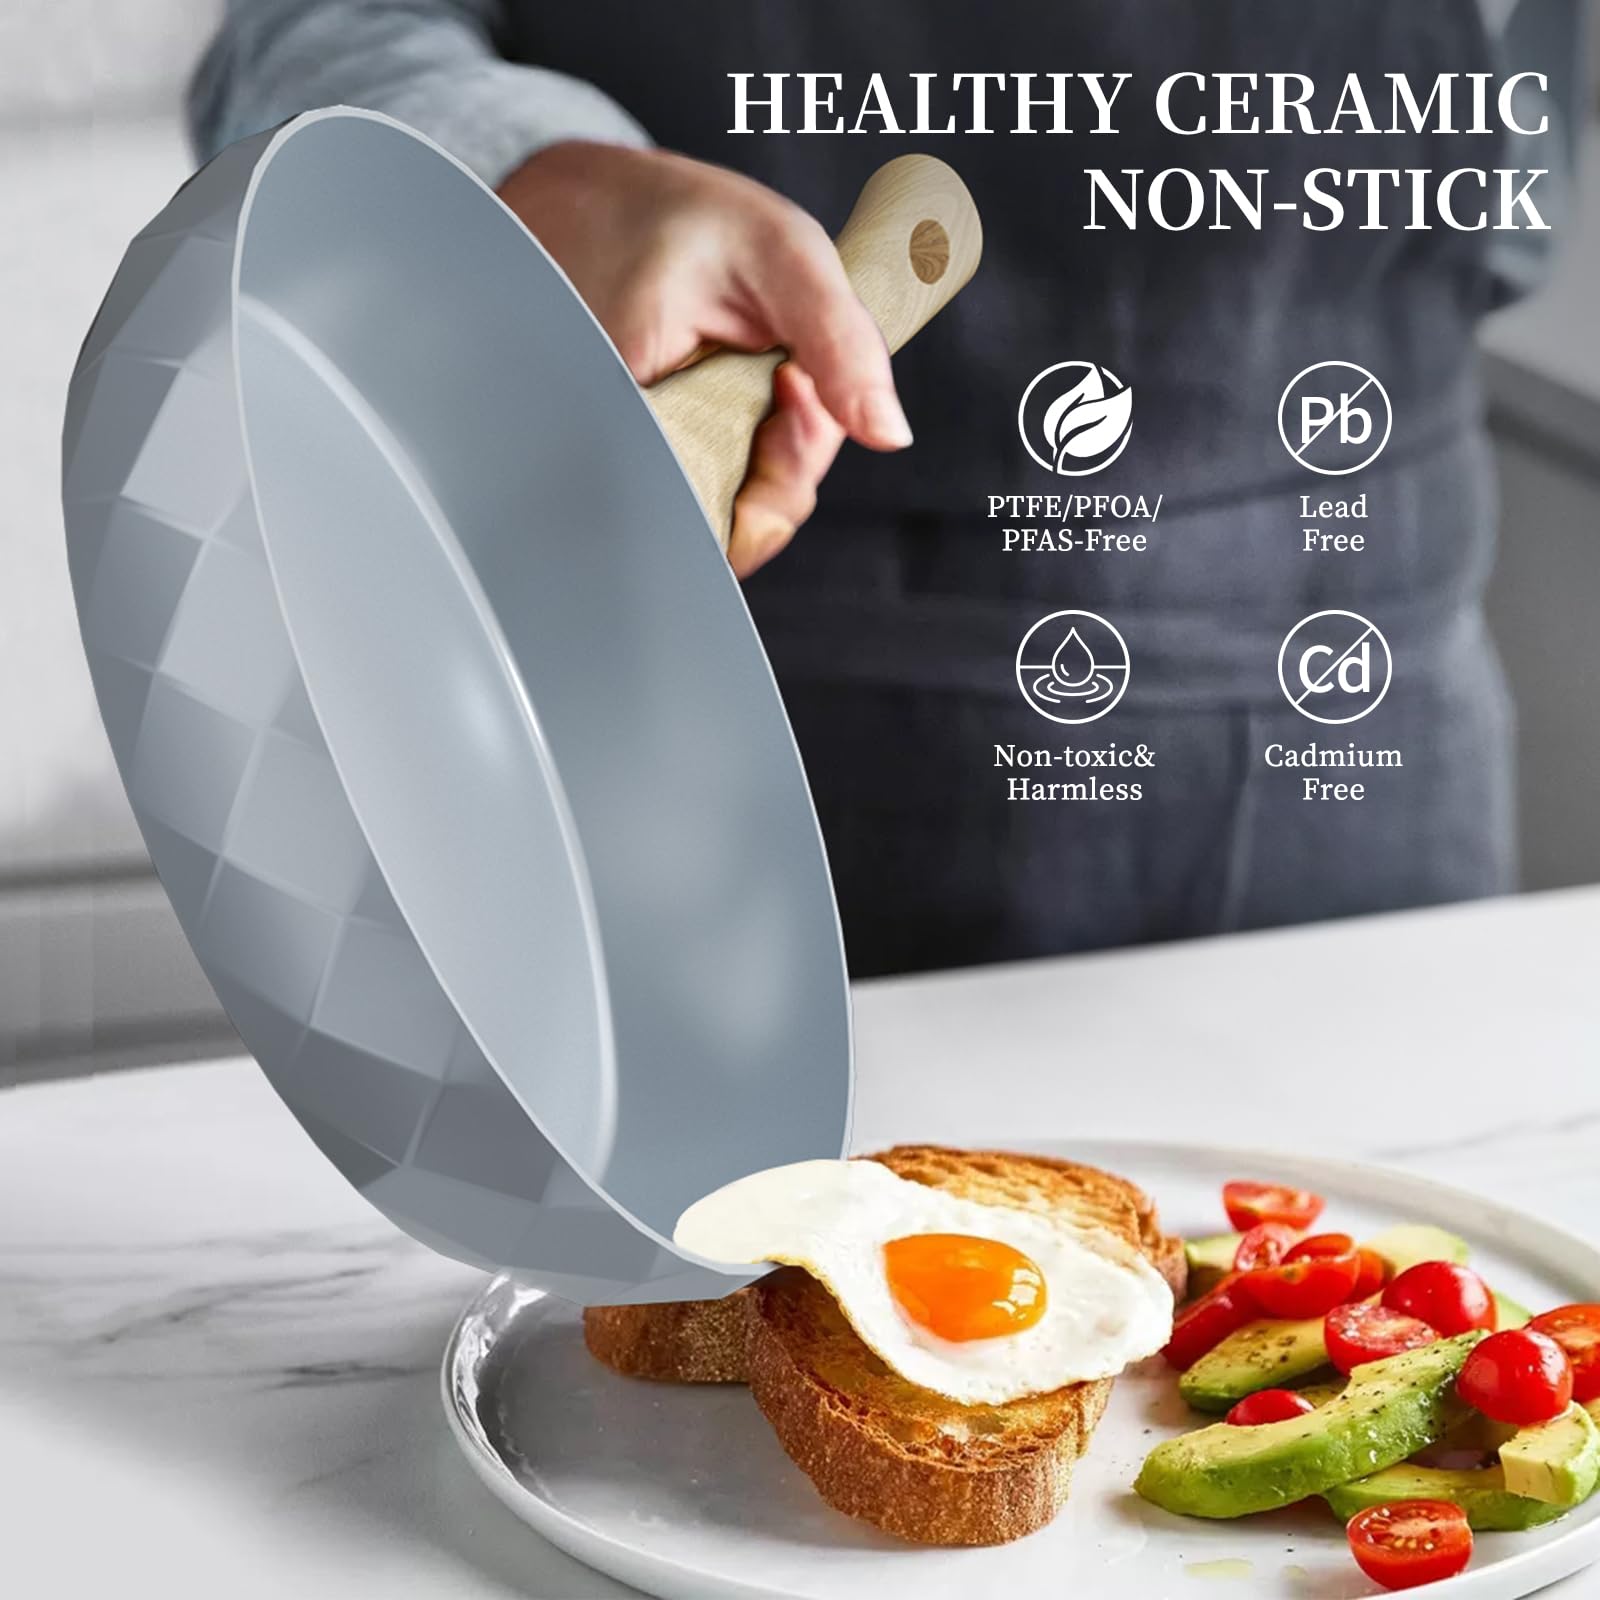 HEALTHY CERAMIC
NON-STICK
Pb
PTFE/PFOA/
PFAS-Free
Lead
Free
Cd
Non-toxic&
Harmless
Cadmium
Free